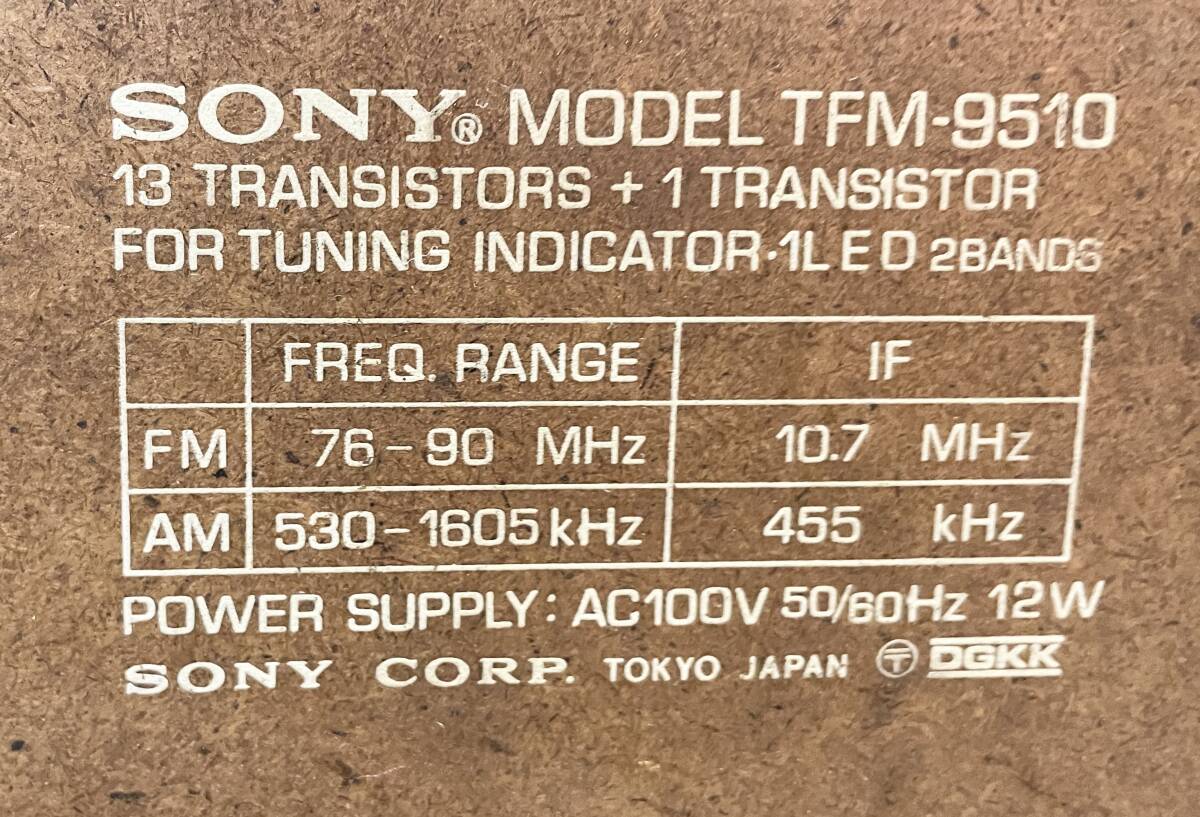 SONY® MODEL TFM-9510
13 TRANSISTORS + 1 TRANSISTOR
FOR TUNING INDICATOR·1LED 2BANDS
FREQ. RANGE IF
FM 76-90 MHz 10.7 MHz
AM 530-1605kHz 455 kHz
POWER SUPPLY: AC100V 50/60Hz 12W
SONY CORP. TOKYO JAPAN 〒 DGKK